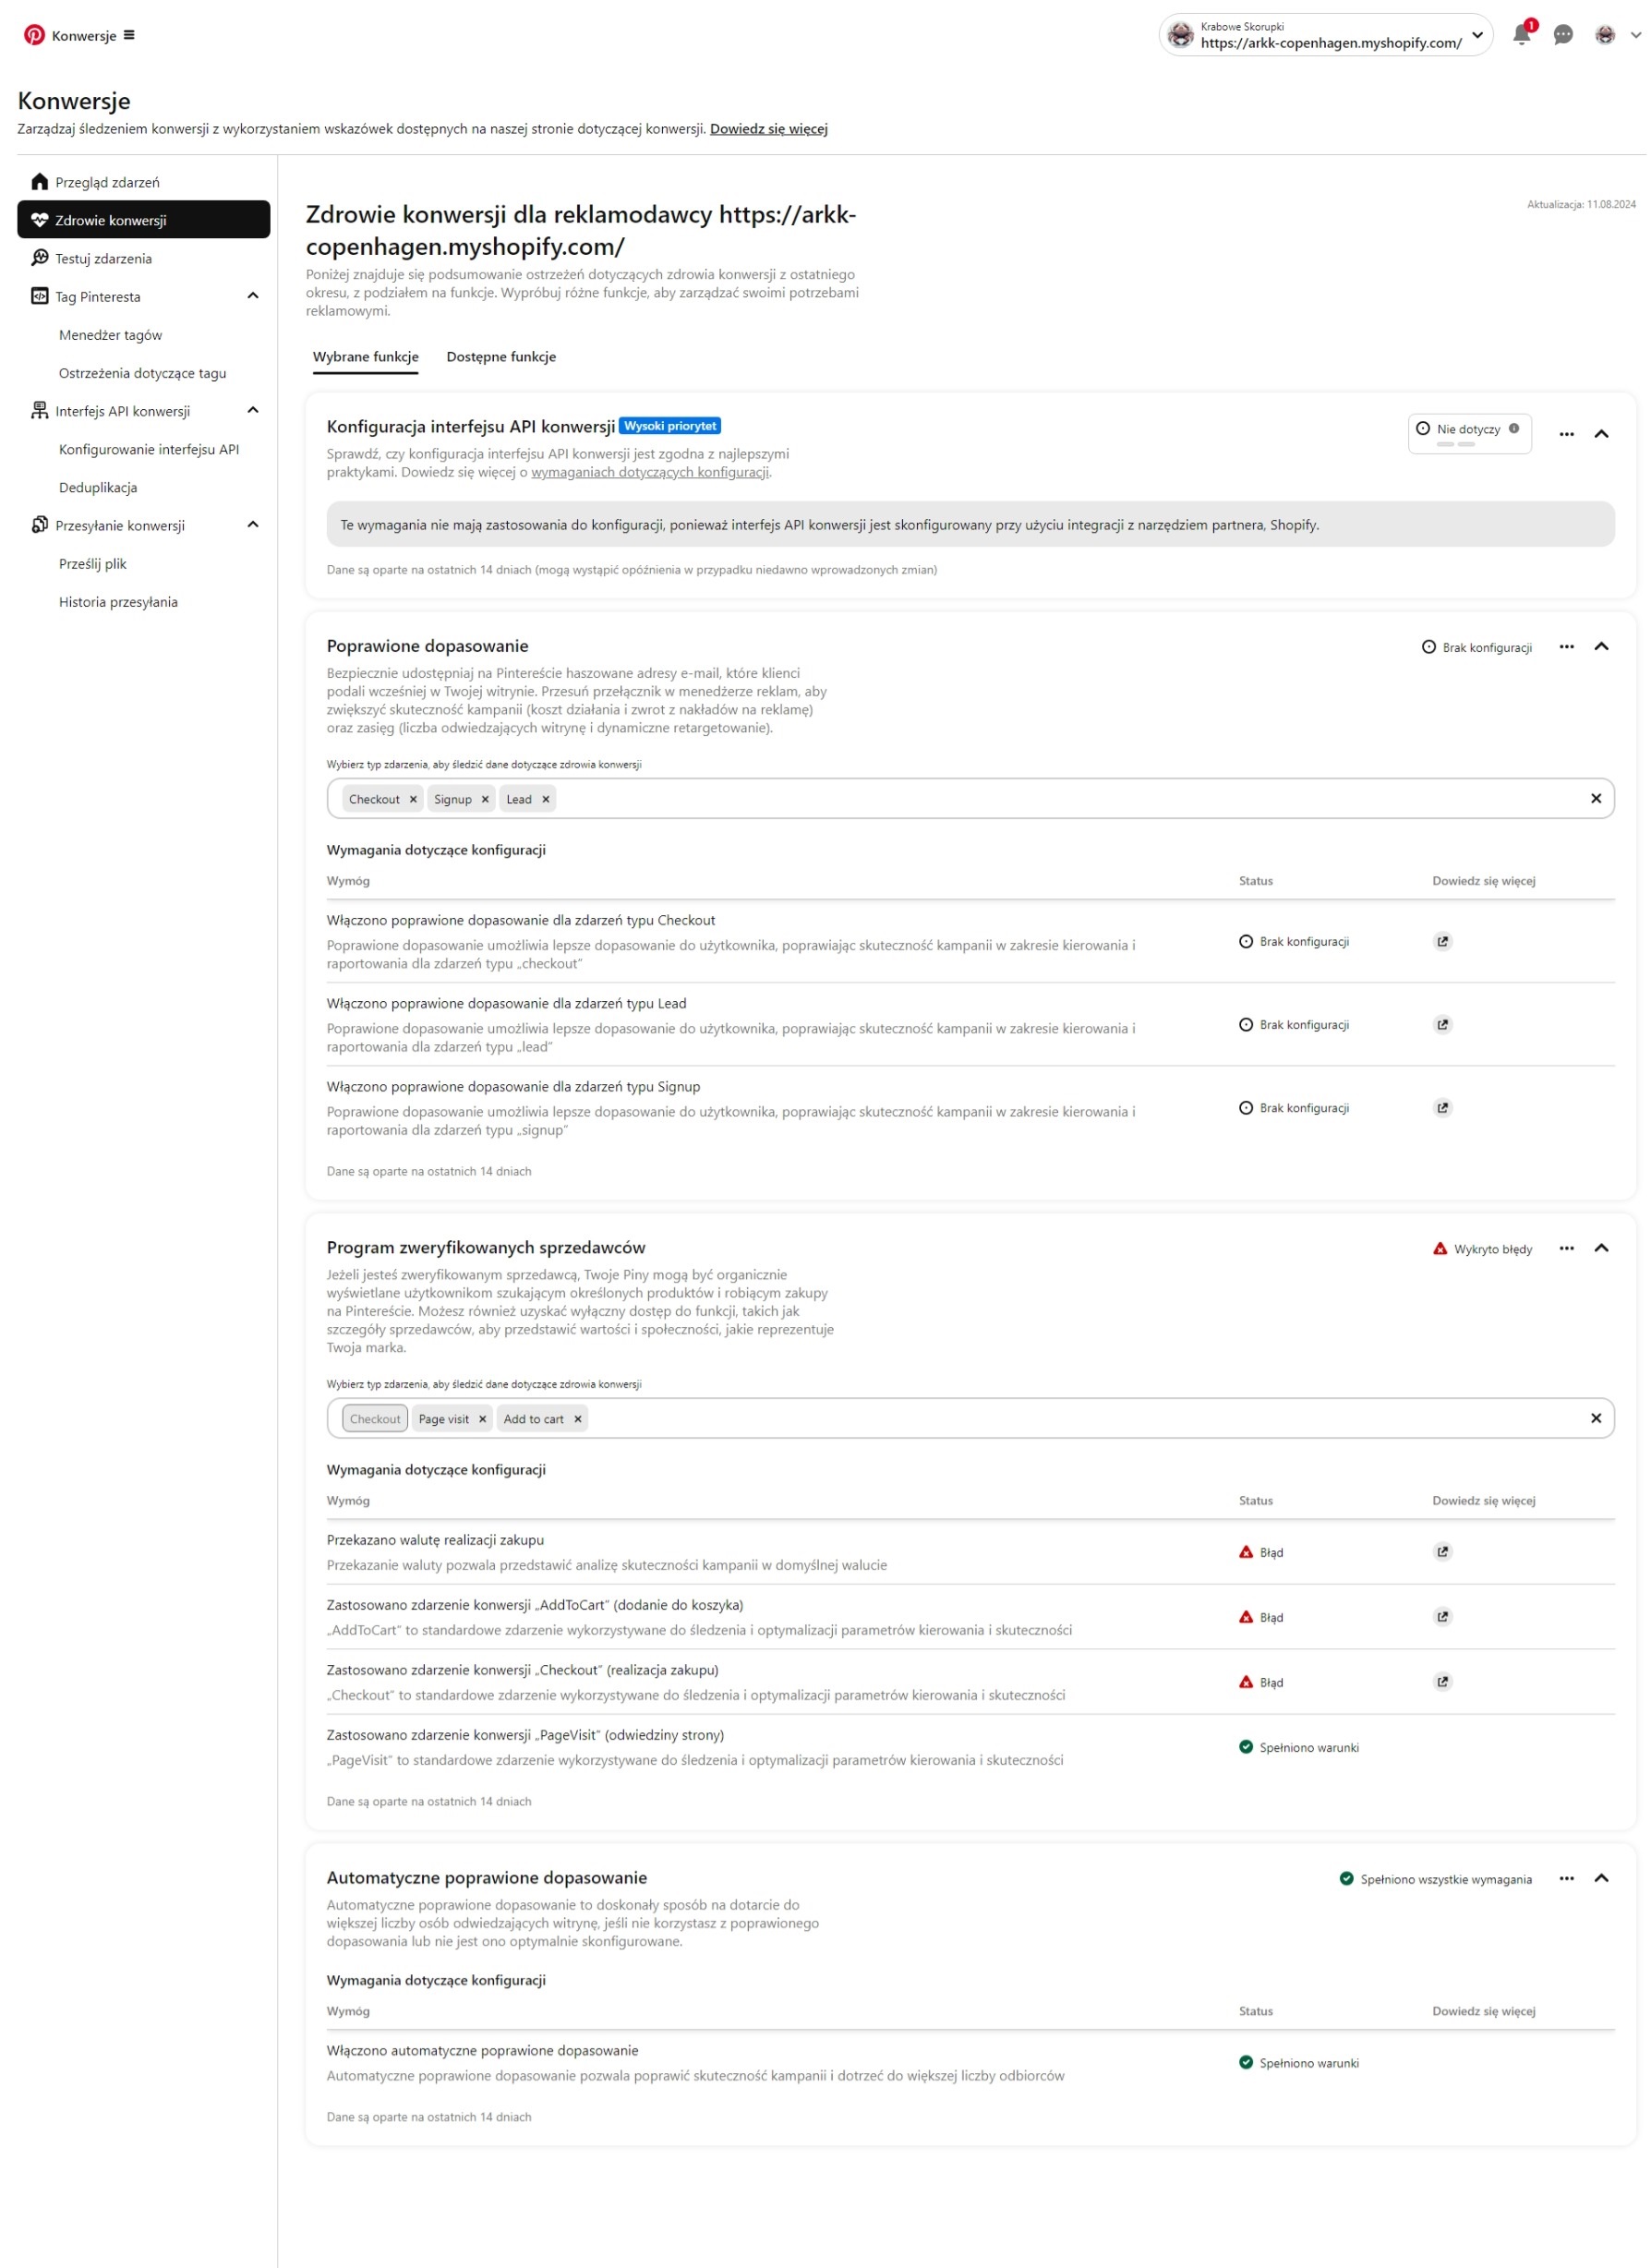 Konwersje
Krabowe Skorupki
https://arkk-copenhagen.myshopify.com/
1
Konwersje
Zarządzaj śledzeniem konwersji z wykorzystaniem wskazówek dostępnych na naszej stronie dotyczącej konwersji. Dowiedz się więcej
Przegląd zdarzeń
Zdrowie konwersji
Testuj zdarzenia
Tag Pinteresta
Menedżer tagów
Ostrzeżenia dotyczące tagu
Interfejs API konwersji
Konfigurowanie interfejsu API
Deduplikacja
Przesyłanie konwersji
Prześlij plik
Historia przesyłania
Zdrowie konwersji dla reklamodawcy https://arkk-
copenhagen.myshopify.com/
Aktualizacja: 11.08.2024
Poniżej znajduje się podsumowanie ostrzeżeń dotyczących zdrowia konwersji z ostatniego
okresu, z podziałem na funkcje. Wypróbuj różne funkcje, aby zarządzać swoimi potrzebami
reklamowymi.
Wybrane funkcje Dostępne funkcje
Konfiguracja interfejsu API konwersji Wysoki priorytet
Nie dotyczy
Sprawdź, czy konfiguracja interfejsu API konwersji jest zgodna z najlepszymi
praktykami. Dowiedz się więcej o wymaganiach dotyczących konfiguracji.
Te wymagania nie mają zastosowania do konfiguracji, ponieważ interfejs API konwersji jest skonfigurowany przy użyciu integracji z narzędziem partnera, Shopify.
Dane są oparte na ostatnich 14 dniach (mogą wystąpić opóźnienia w przypadku niedawno wprowadzonych zmian)
Poprawione dopasowanie
Brak konfiguracji
Bezpiecznie udostępniaj na Pintereście haszowane adresy e-mail, które klienci
podali wcześniej w Twojej witrynie. Przesuń przełącznik w menedżerze reklam, aby
zwiększyć skuteczność kampanii (koszt działania i zwrot z nakładów na reklamę)
oraz zasięg (liczba odwiedzających witrynę i dynamiczne retargetowanie).
Wybierz typ zdarzenia, aby śledzić dane dotyczące zdrowia konwersji
Checkout Signup Lead
Wymagania dotyczące konfiguracji
Wymóg Status Dowiedz się więcej
Włączono poprawione dopasowanie dla zdarzeń typu Checkout
Poprawione dopasowanie umożliwia lepsze dopasowanie do użytkownika, poprawiając skuteczność kampanii w zakresie kierowania i
raportowania dla zdarzeń typu „checkout”
Brak konfiguracji
Włączono poprawione dopasowanie dla zdarzeń typu Lead
Poprawione dopasowanie umożliwia lepsze dopasowanie do użytkownika, poprawiając skuteczność kampanii w zakresie kierowania i
raportowania dla zdarzeń typu „lead”
Brak konfiguracji
Włączono poprawione dopasowanie dla zdarzeń typu Signup
Poprawione dopasowanie umożliwia lepsze dopasowanie do użytkownika, poprawiając skuteczność kampanii w zakresie kierowania i
raportowania dla zdarzeń typu „signup”
Brak konfiguracji
Dane są oparte na ostatnich 14 dniach
Program zweryfikowanych sprzedawców
Wykryto błędy
Jeżeli jesteś zweryfikowanym sprzedawcą, Twoje Piny mogą być organicznie
wyświetlane użytkownikom szukającym określonych produktów i robiącym zakupy
na Pintereście. Możesz również uzyskać wyłączny dostęp do funkcji, takich jak
szczegóły sprzedawców, aby przedstawić wartości i społeczności, jakie reprezentuje
Twoja marka.
Wybierz typ zdarzenia, aby śledzić dane dotyczące zdrowia konwersji
Checkout Page visit Add to cart
Wymagania dotyczące konfiguracji
Wymóg Status Dowiedz się więcej
Przekazano walutę realizacji zakupu
Przekazanie waluty pozwala przedstawić analizę skuteczności kampanii w domyślnej walucie
Błąd
Zastosowano zdarzenie konwersji „AddToCart” (dodanie do koszyka)
„AddToCart” to standardowe zdarzenie wykorzystywane do śledzenia i optymalizacji parametrów kierowania i skuteczności
Błąd
Zastosowano zdarzenie konwersji „Checkout” (realizacja zakupu)
„Checkout” to standardowe zdarzenie wykorzystywane do śledzenia i optymalizacji parametrów kierowania i skuteczności
Błąd
Zastosowano zdarzenie konwersji „PageVisit” (odwiedziny strony)
„PageVisit” to standardowe zdarzenie wykorzystywane do śledzenia i optymalizacji parametrów kierowania i skuteczności
Spełniono warunki
Dane są oparte na ostatnich 14 dniach
Automatyczne poprawione dopasowanie
Spełniono wszystkie wymagania
Automatyczne poprawione dopasowanie to doskonały sposób na dotarcie do
większej liczby osób odwiedzających witrynę, jeśli nie korzystasz z poprawionego
dopasowania lub nie jest ono optymalnie skonfigurowane.
Wymagania dotyczące konfiguracji
Wymóg Status Dowiedz się więcej
Włączono automatyczne poprawione dopasowanie
Automatyczne poprawione dopasowanie pozwala poprawić skuteczność kampanii i dotrzeć do większej liczby odbiorców
Spełniono warunki
Dane są oparte na ostatnich 14 dniach